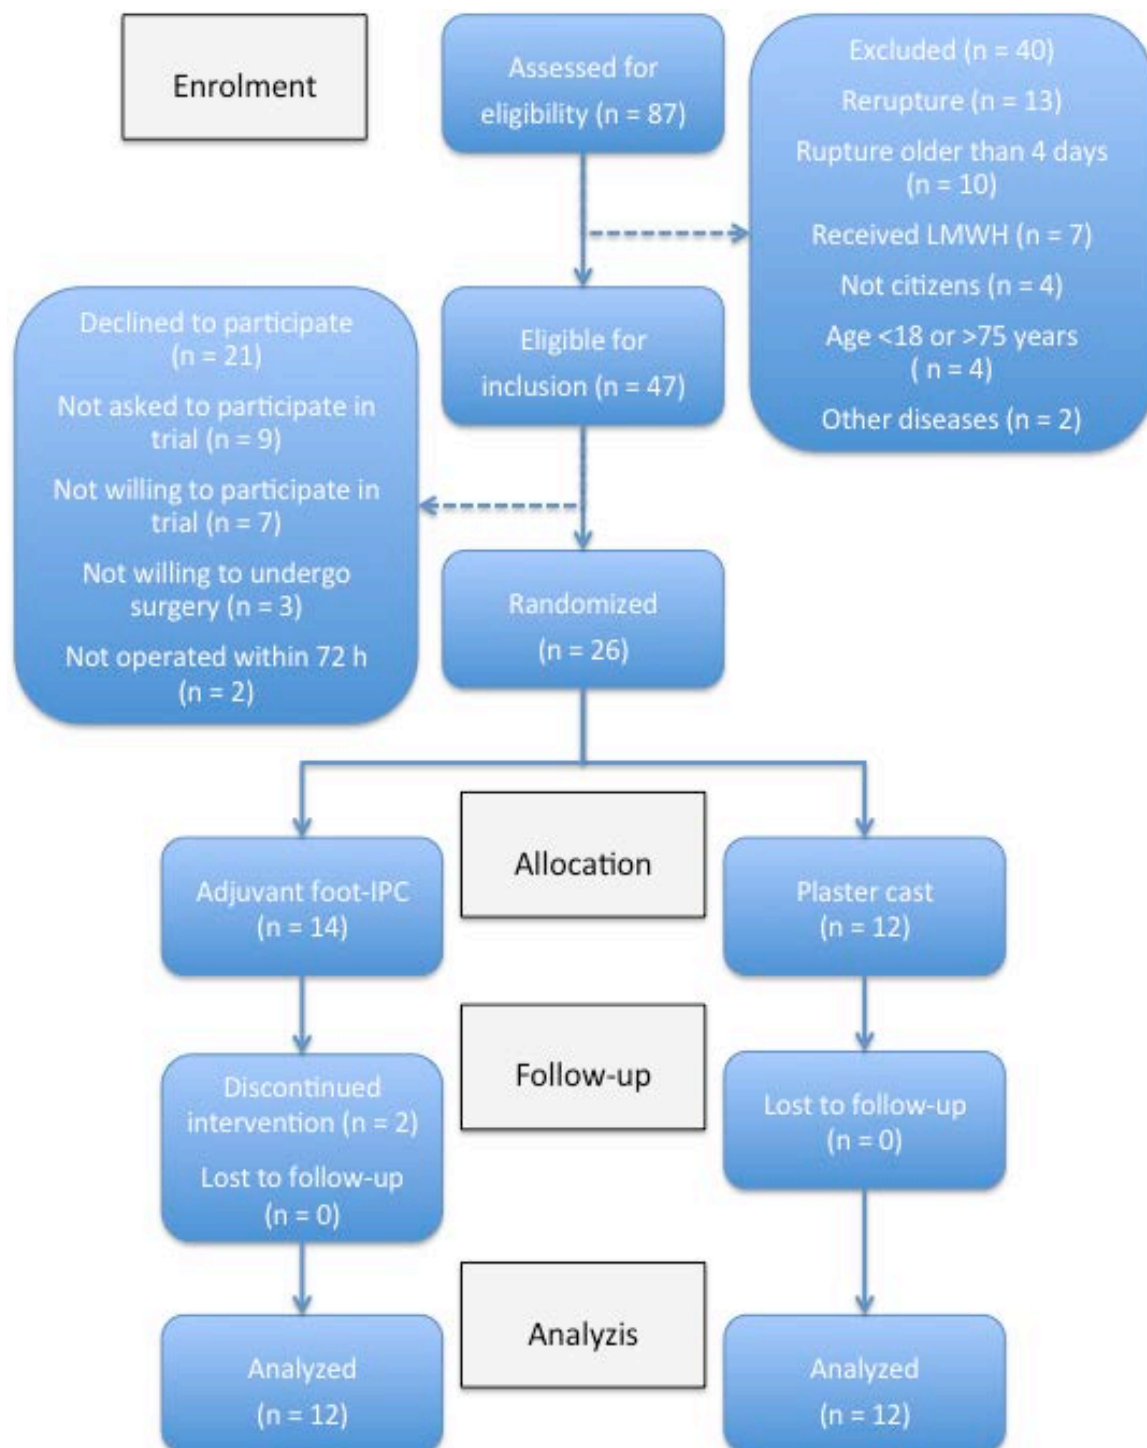 Enrolment
Assessed for
eligibility (n = 87)
Excluded (n = 40)
Rerupture (n = 13)
Rupture older than 4 days
(n = 10)
Received LMWH (n = 7)
Not citizens (n = 4)
Age <18 or >75 years
( n = 4)
Other diseases (n = 2)
Eligible for
inclusion (n = 47)
Declined to participate
(n = 21)
Not asked to participate in
trial (n = 9)
Not willing to participate in
trial (n = 7)
Not willing to undergo
surgery (n = 3)
Not operated within 72 h
(n = 2)
Randomized
(n = 26)
Allocation
Adjuvant foot-IPC
(n = 14)
Plaster cast
(n = 12)
Follow-up
Discontinued
intervention (n = 2)
Lost to follow-up
(n = 0)
Lost to follow-up
(n = 0)
Analyzis
Analyzed
(n = 12)
Analyzed
(n = 12)